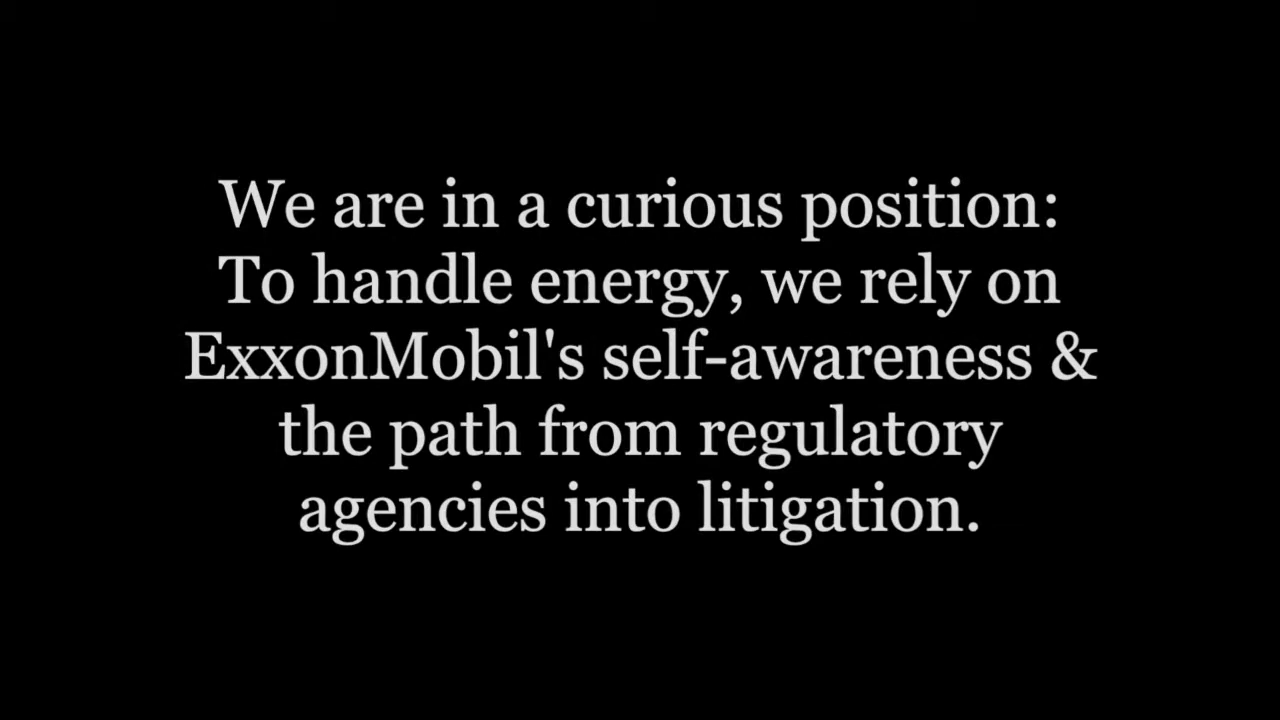 We are in a curious position:
To handle energy, we rely on
ExxonMobil's self-awareness &
the path from regulatory
agencies into litigation.